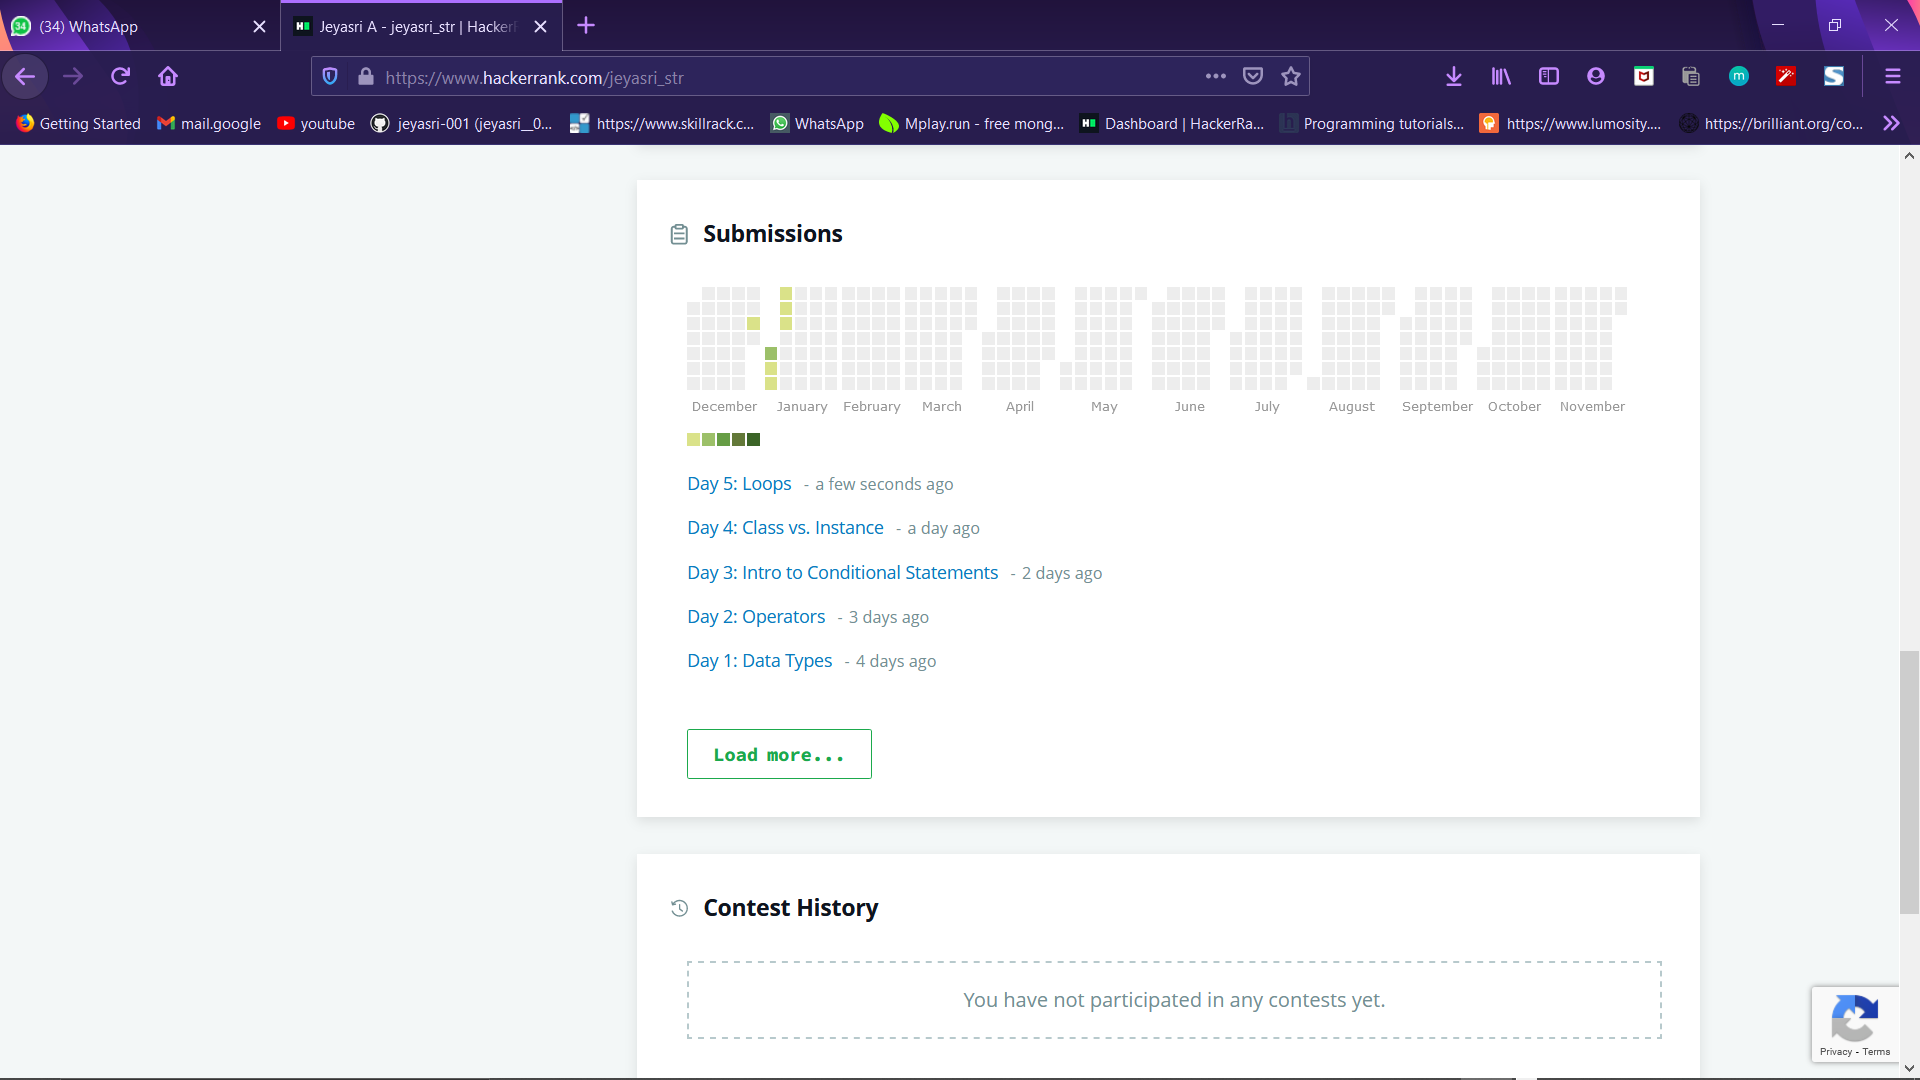 34 (34) WhatsApp
Jeyasri A - jeyasri_str | HackerR
https://www.hackerrank.com/jeyasri_str
m
Getting Started mail.google youtube jeyasri-001 (jeyasri__0... https://www.skillrack.c... WhatsApp Mplay.run - free mong... Dashboard | HackerRa... Programming tutorials... https://www.lumosity.... https://brilliant.org/co...
Submissions
December January February March April May June July August September October November
Day 5: Loops - a few seconds ago
Day 4: Class vs. Instance - a day ago
Day 3: Intro to Conditional Statements - 2 days ago
Day 2: Operators - 3 days ago
Day 1: Data Types - 4 days ago
Load more...
Contest History
You have not participated in any contests yet.
Privacy - Terms